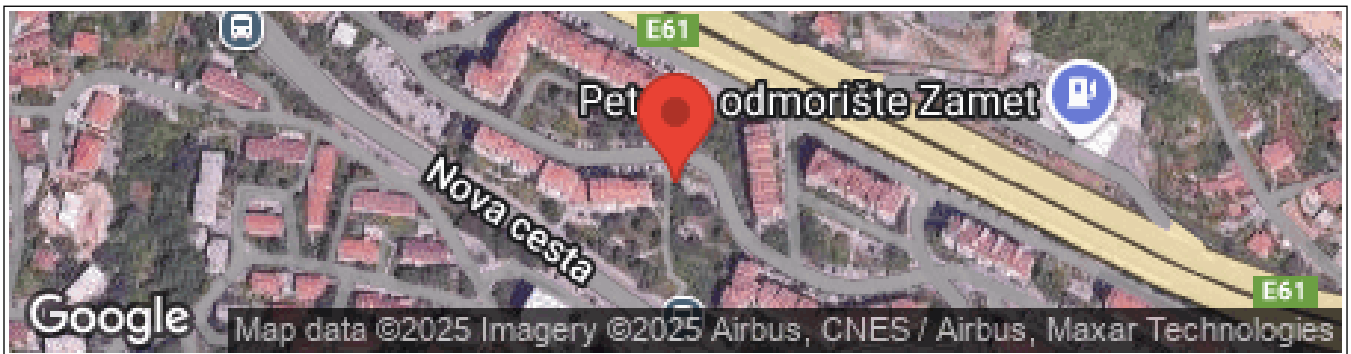 E61
Pet odmorište Zamet
Nova cesta
E61
Google
Map data ©2025 Imagery ©2025 Airbus, CNES / Airbus, Maxar Technologies